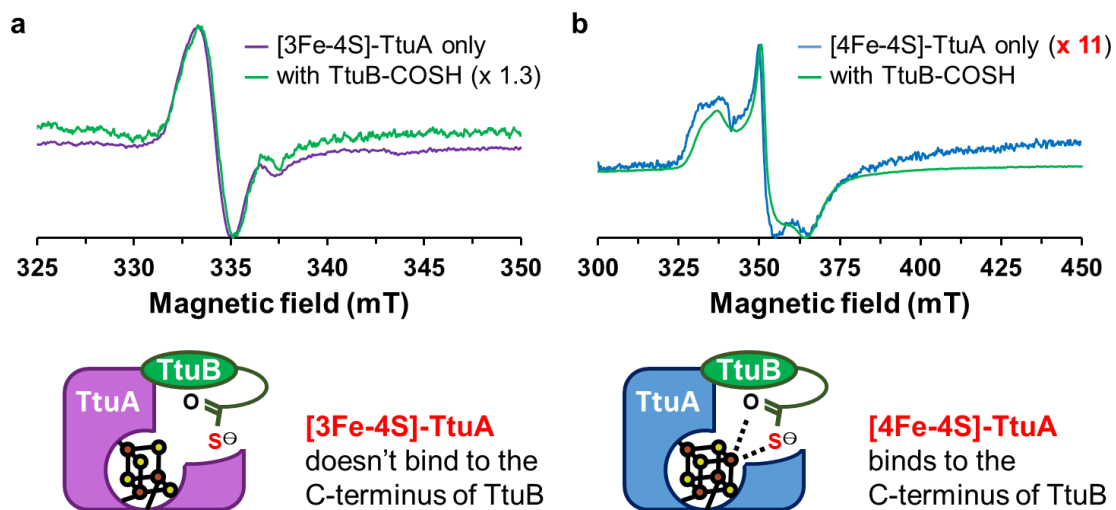 a
[3Fe-4S]-TtuA only
with TtuB-COSH (x 1.3)
325 330 335 340 345 350
Magnetic field (mT)
b
[4Fe-4S]-TtuA only (x 11)
with TtuB-COSH
300 325 350 375 400 425 450
Magnetic field (mT)
TtuB
TtuA
O
S⊖
[3Fe-4S]-TtuA
doesn't bind to the
C-terminus of TtuB
TtuB
TtuA
O
S⊖
[4Fe-4S]-TtuA
binds to the
C-terminus of TtuB